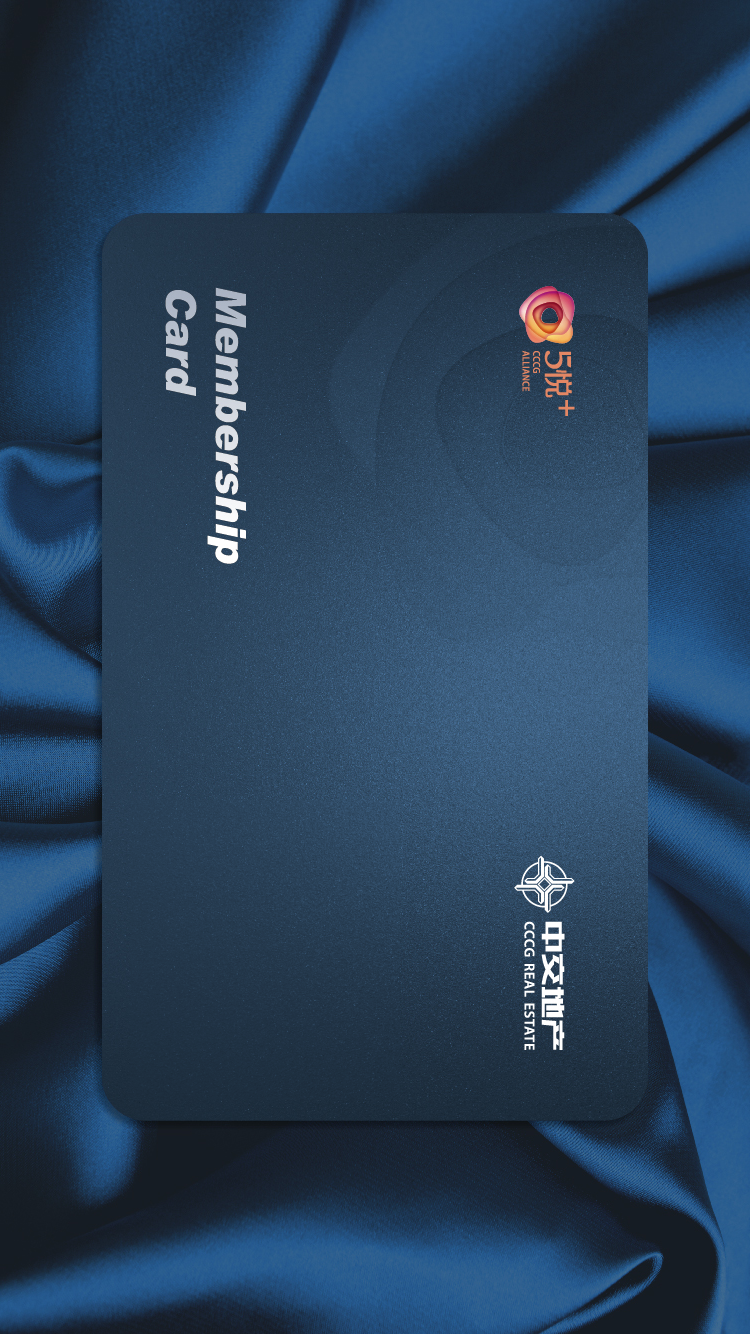 5悦+
CCCG
ALLIANCE
中交地产
CCCG REAL ESTATE
Membership
Card